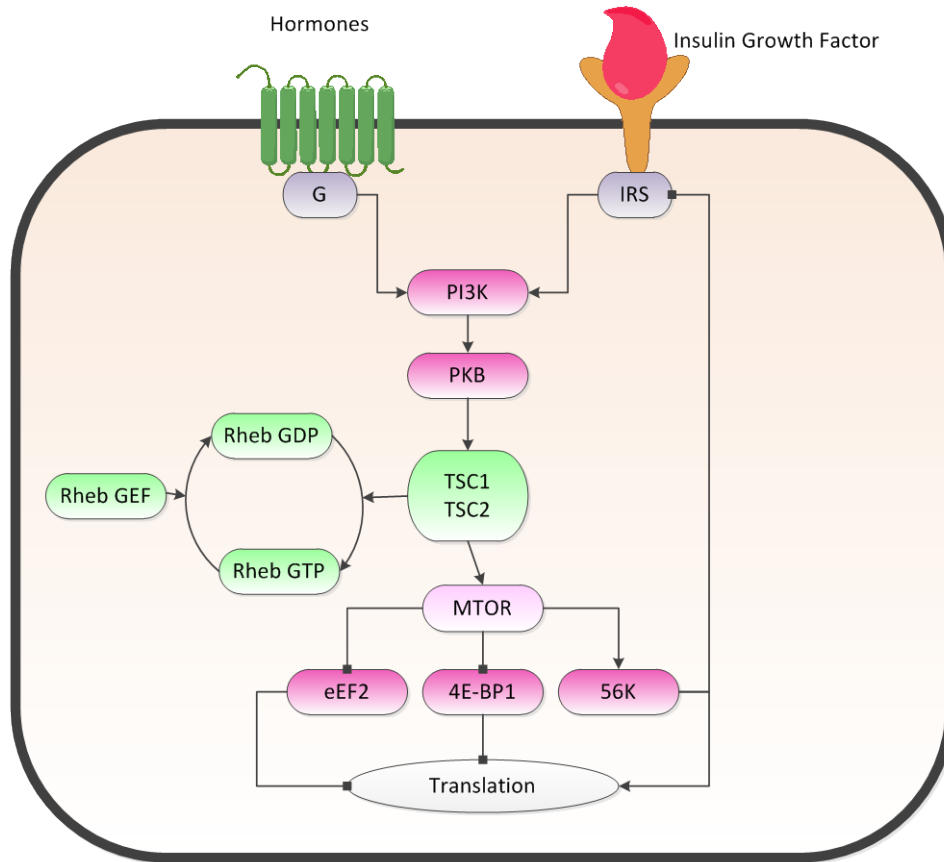 Hormones
Insulin Growth Factor
G
IRS
PI3K
PKB
Rheb GDP
TSC1
TSC2
Rheb GEF
Rheb GTP
MTOR
eEF2
4E-BP1
56K
Translation